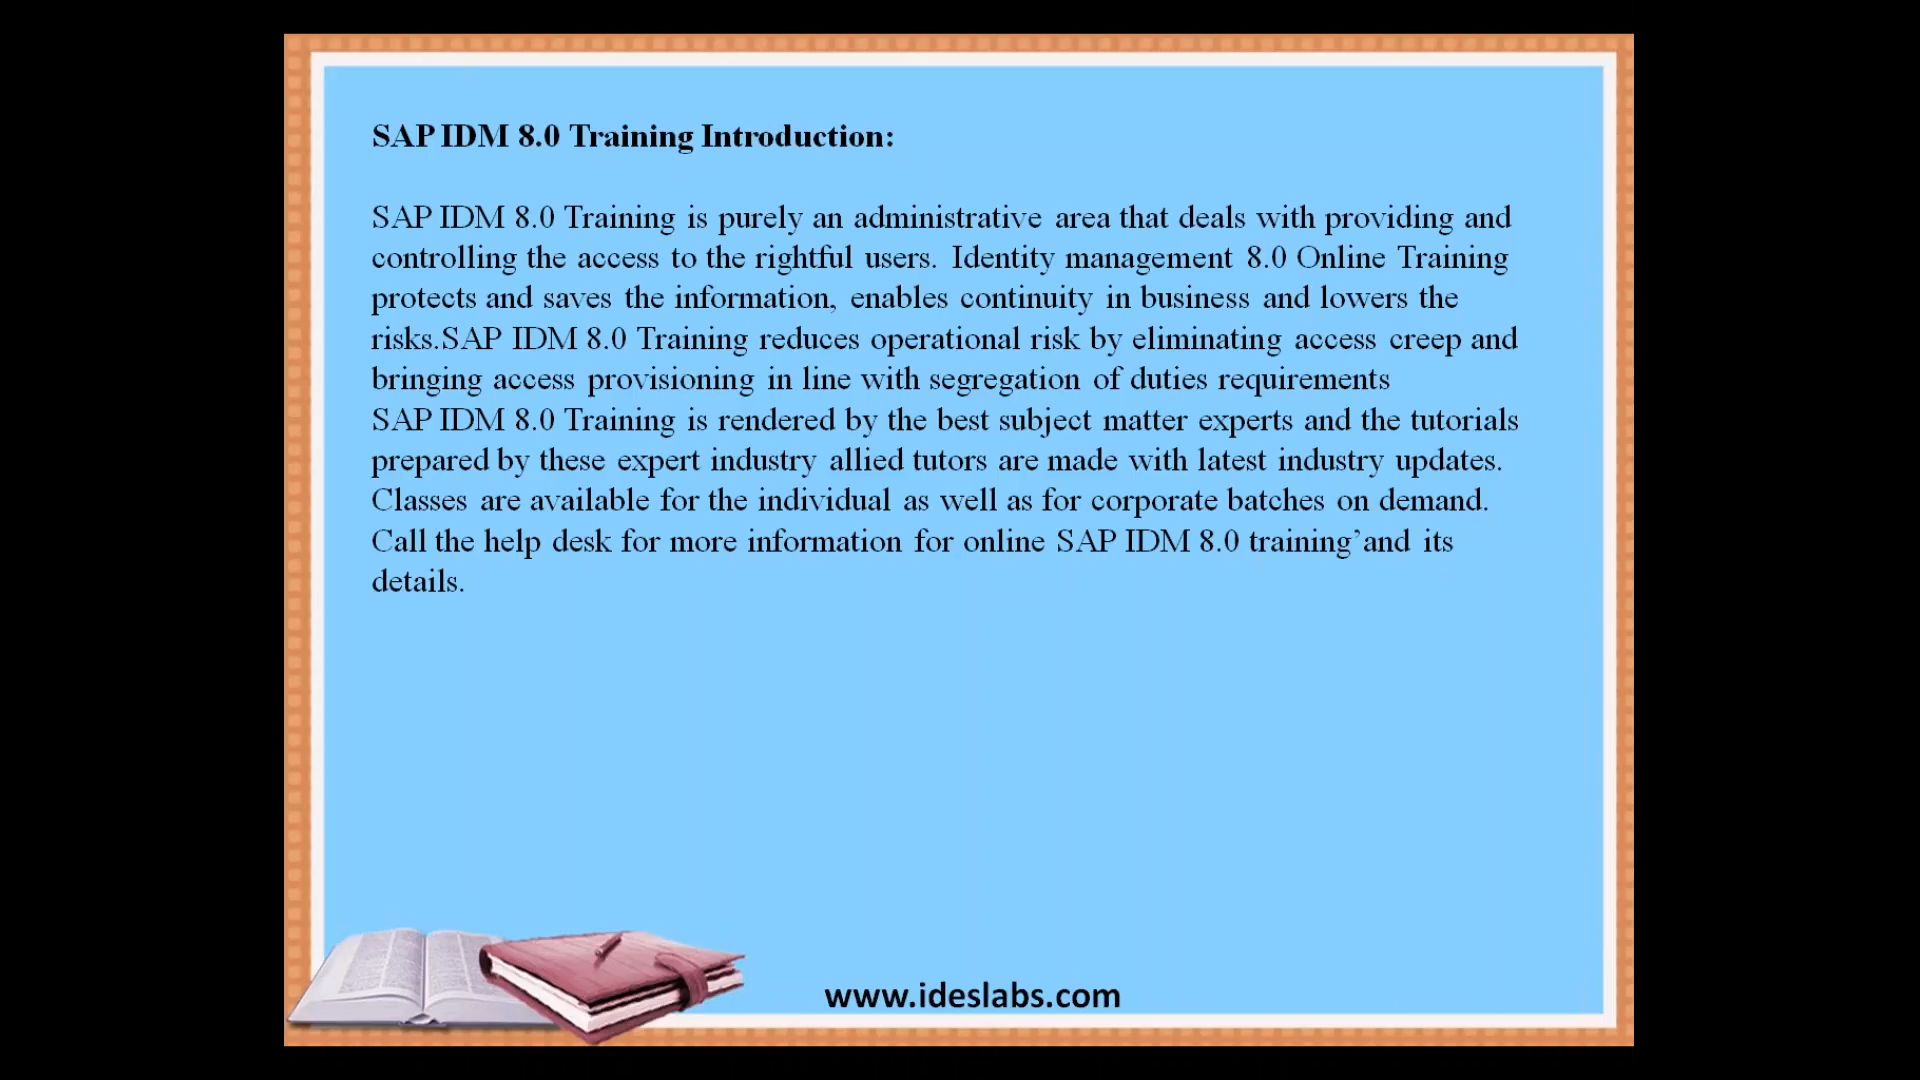 SAP IDM 8.0 Training Introduction:
SAP IDM 8.0 Training is purely an administrative area that deals with providing and
controlling the access to the rightful users. Identity management 8.0 Online Training
protects and saves the information, enables continuity in business and lowers the
risks.SAP IDM 8.0 Training reduces operational risk by eliminating access creep and
bringing access provisioning in line with segregation of duties requirements
SAP IDM 8.0 Training is rendered by the best subject matter experts and the tutorials
prepared by these expert industry allied tutors are made with latest industry updates.
Classes are available for the individual as well as for corporate batches on demand.
Call the help desk for more information for online SAP IDM 8.0 training’and its
details.
www.ideslabs.com